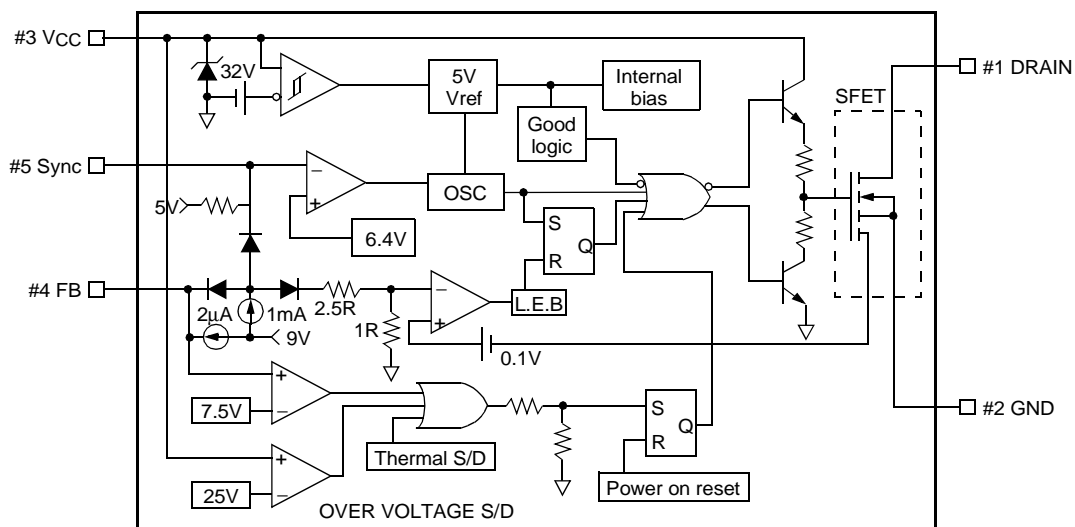 #3 VCC
32V
5V
Vref
Internal
bias
#1 DRAIN
SFET
Good
logic
#5 Sync
−
+
OSC
5V
6.4V
S
R
Q
#4 FB
2μA
1mA
9V
2.5R
1R
−
+
L.E.B
0.1V
+
−
7.5V
Thermal S/D
S
R
Q
#2 GND
+
−
25V
Power on reset
OVER VOLTAGE S/D